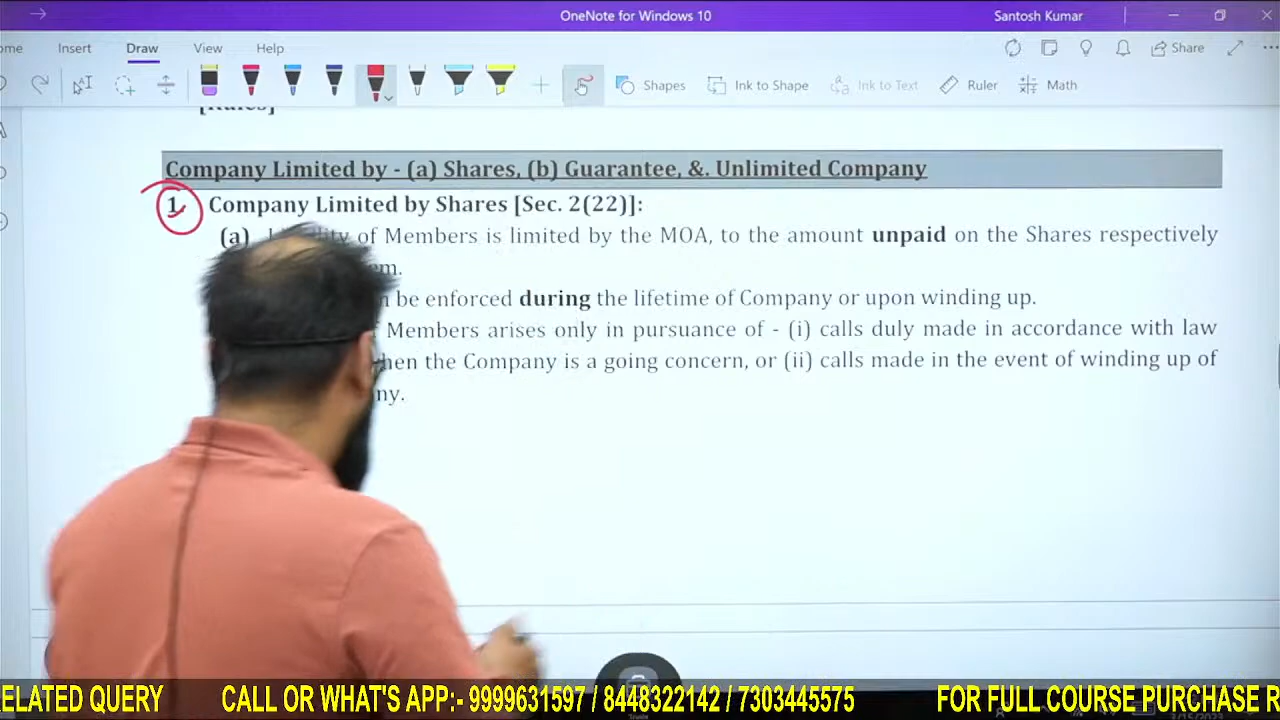 OneNote for Windows 10
Santosh Kumar
Insert
Draw
View
Help
Share
Shapes
Ink to Shape
Ink to Text
Ruler
Math
Company Limited by - (a) Shares, (b) Guarantee, &. Unlimited Company
1. Company Limited by Shares [Sec. 2(22)]:
(a) of Members is limited by the MOA, to the amount unpaid on the Shares respectively
be enforced during the lifetime of Company or upon winding up.
Members arises only in pursuance of - (i) calls duly made in accordance with law
the Company is a going concern, or (ii) calls made in the event of winding up of
RELATED QUERY CALL OR WHAT'S APP:- 9999631597 / 8448322142 / 7303445575 FOR FULL COURSE PURCHASE